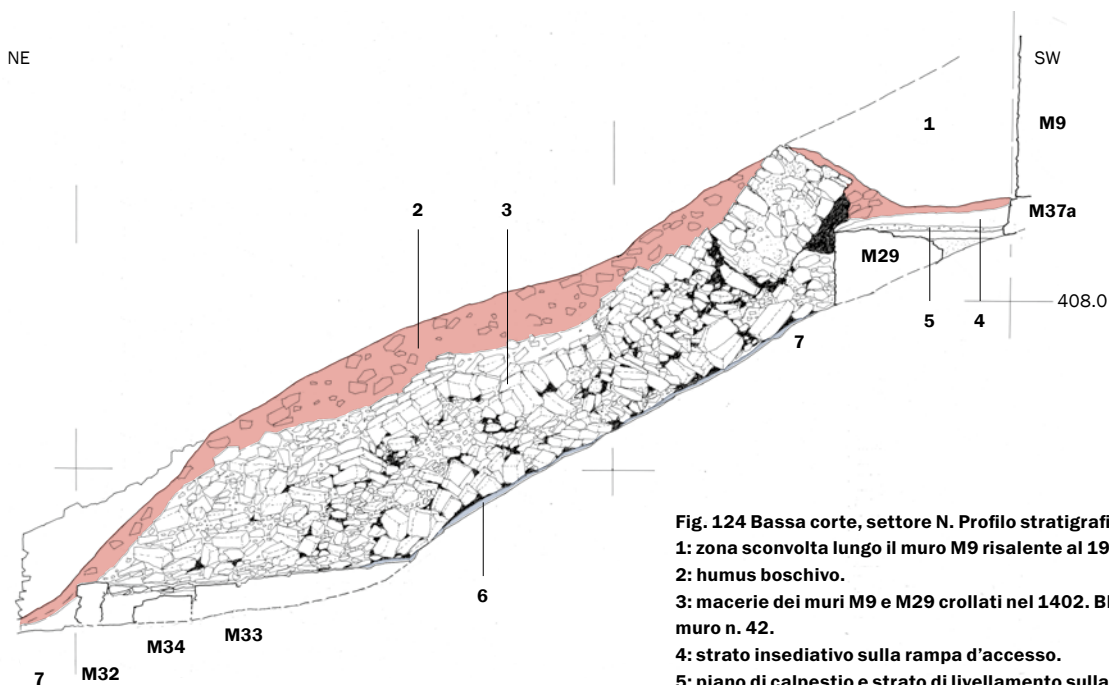 NE
SW
1
M9
2
3
M37a
M29
408.0
5
4
7
6
M33
M34
M32
7
Fig. 124 Bassa corte, settore N. Profilo stratigrafi
1: zona sconvolta lungo il muro M9 risalente al 19
2: humus boschivo.
3: macerie dei muri M9 e M29 crollati nel 1402. Bl
muro n. 42.
4: strato insediativo sulla rampa d’accesso.
5: piano di calpestio e strato di livellamento sulla